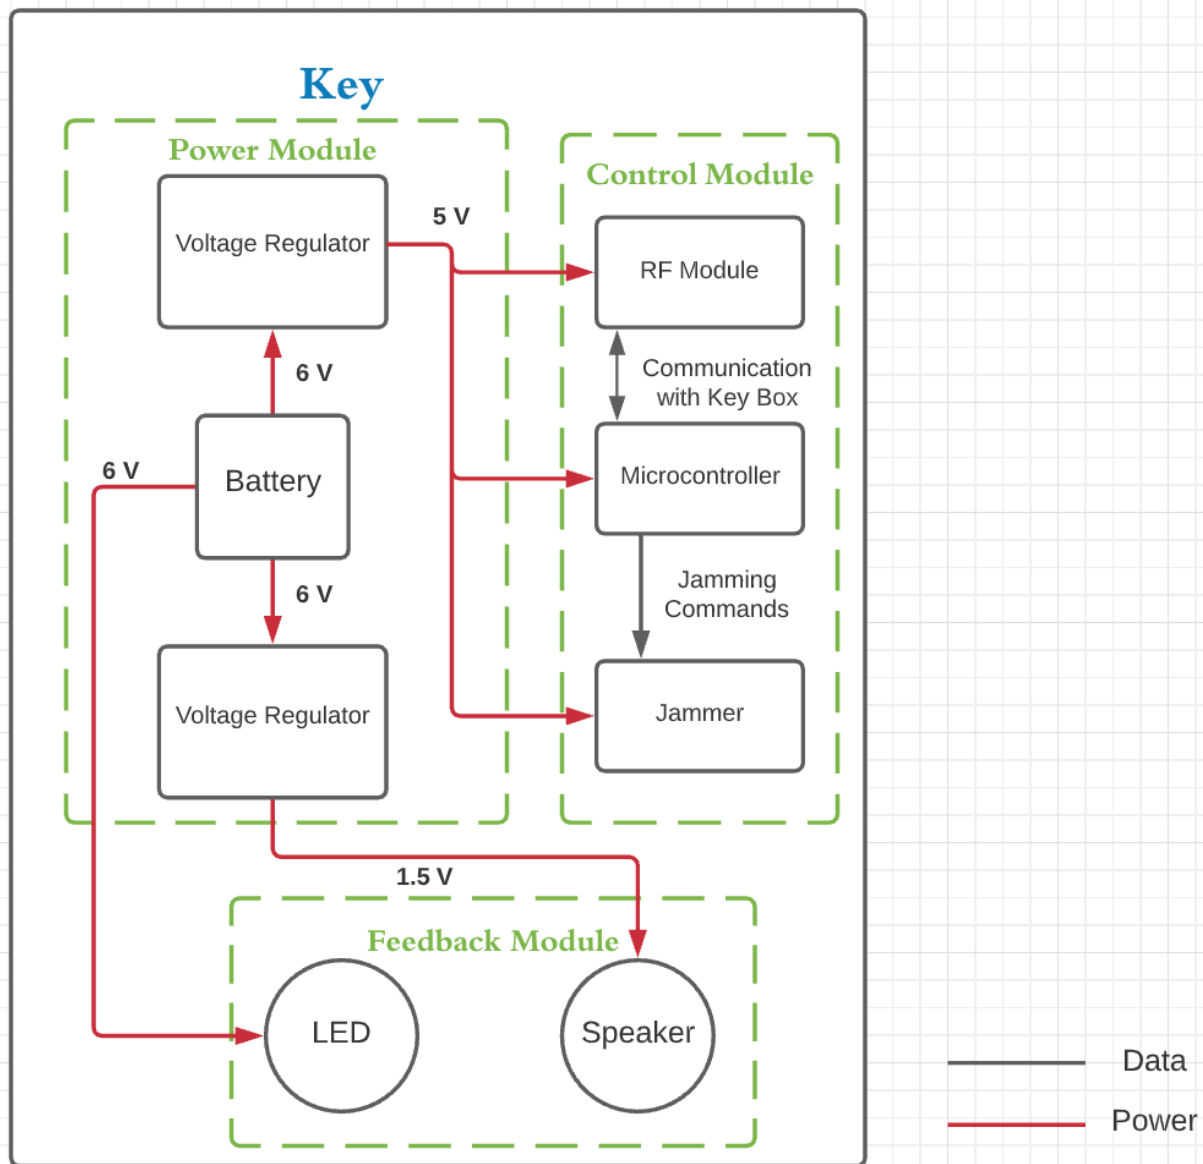 Key
Power Module
Voltage Regulator
5 V
6 V
Battery
6 V
6 V
Voltage Regulator
1.5 V
Control Module
RF Module
Communication
with Key Box
Microcontroller
Jamming
Commands
Jammer
Feedback Module
LED
Speaker
Data
Power